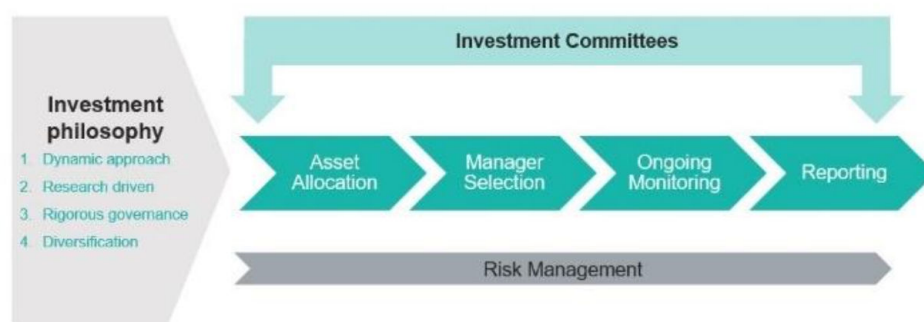 Investment Committees
Investment
philosophy
1. Dynamic approach
2. Research driven
3. Rigorous governance
4. Diversification
Asset
Allocation
Manager
Selection
Ongoing
Monitoring
Reporting
Risk Management